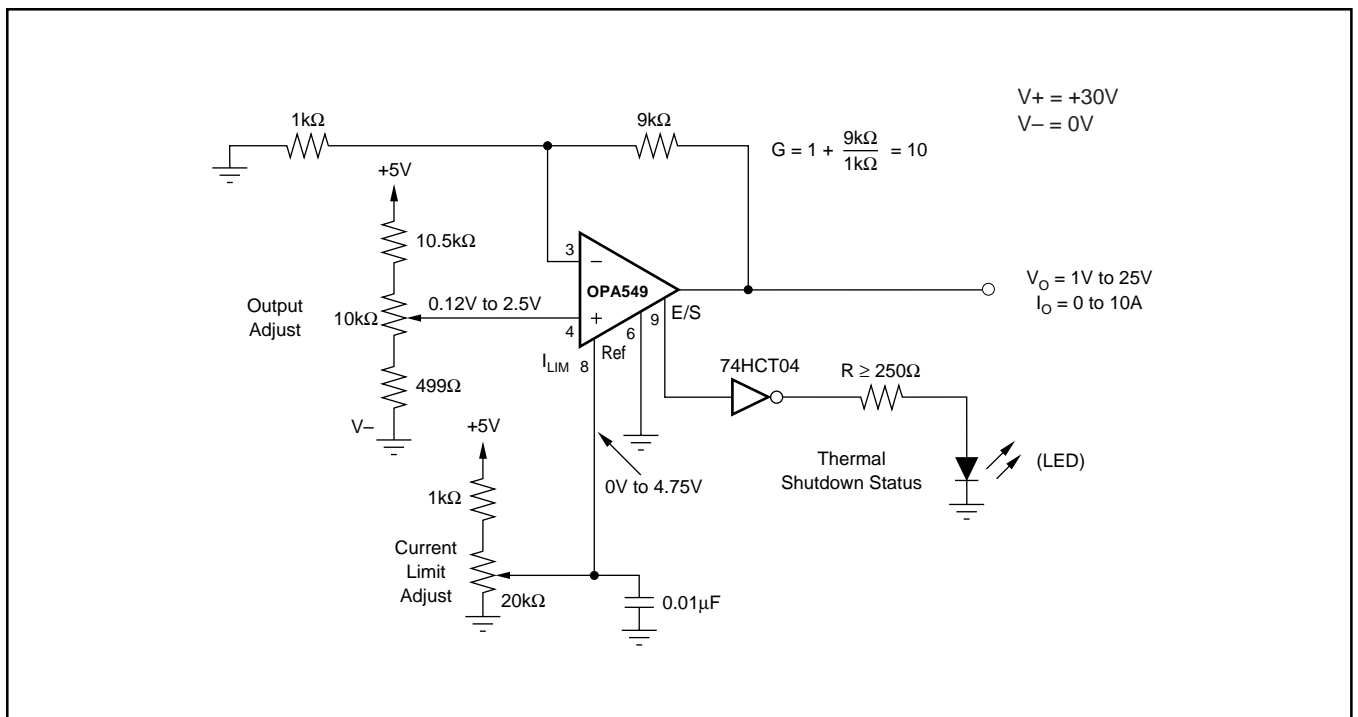 V+ = +30V
V– = 0V
1kΩ
9kΩ
G = 1 + 9kΩ/1kΩ = 10
+5V
10.5kΩ
Output
Adjust
10kΩ
0.12V to 2.5V
499Ω
V–
3
–
OPA549
+
4
9
E/S
6
Ref
I_LIM 8
V_O = 1V to 25V
I_O = 0 to 10A
74HCT04
R ≥ 250Ω
Thermal
Shutdown Status
(LED)
0V to 4.75V
+5V
1kΩ
Current
Limit
Adjust
20kΩ
0.01µF